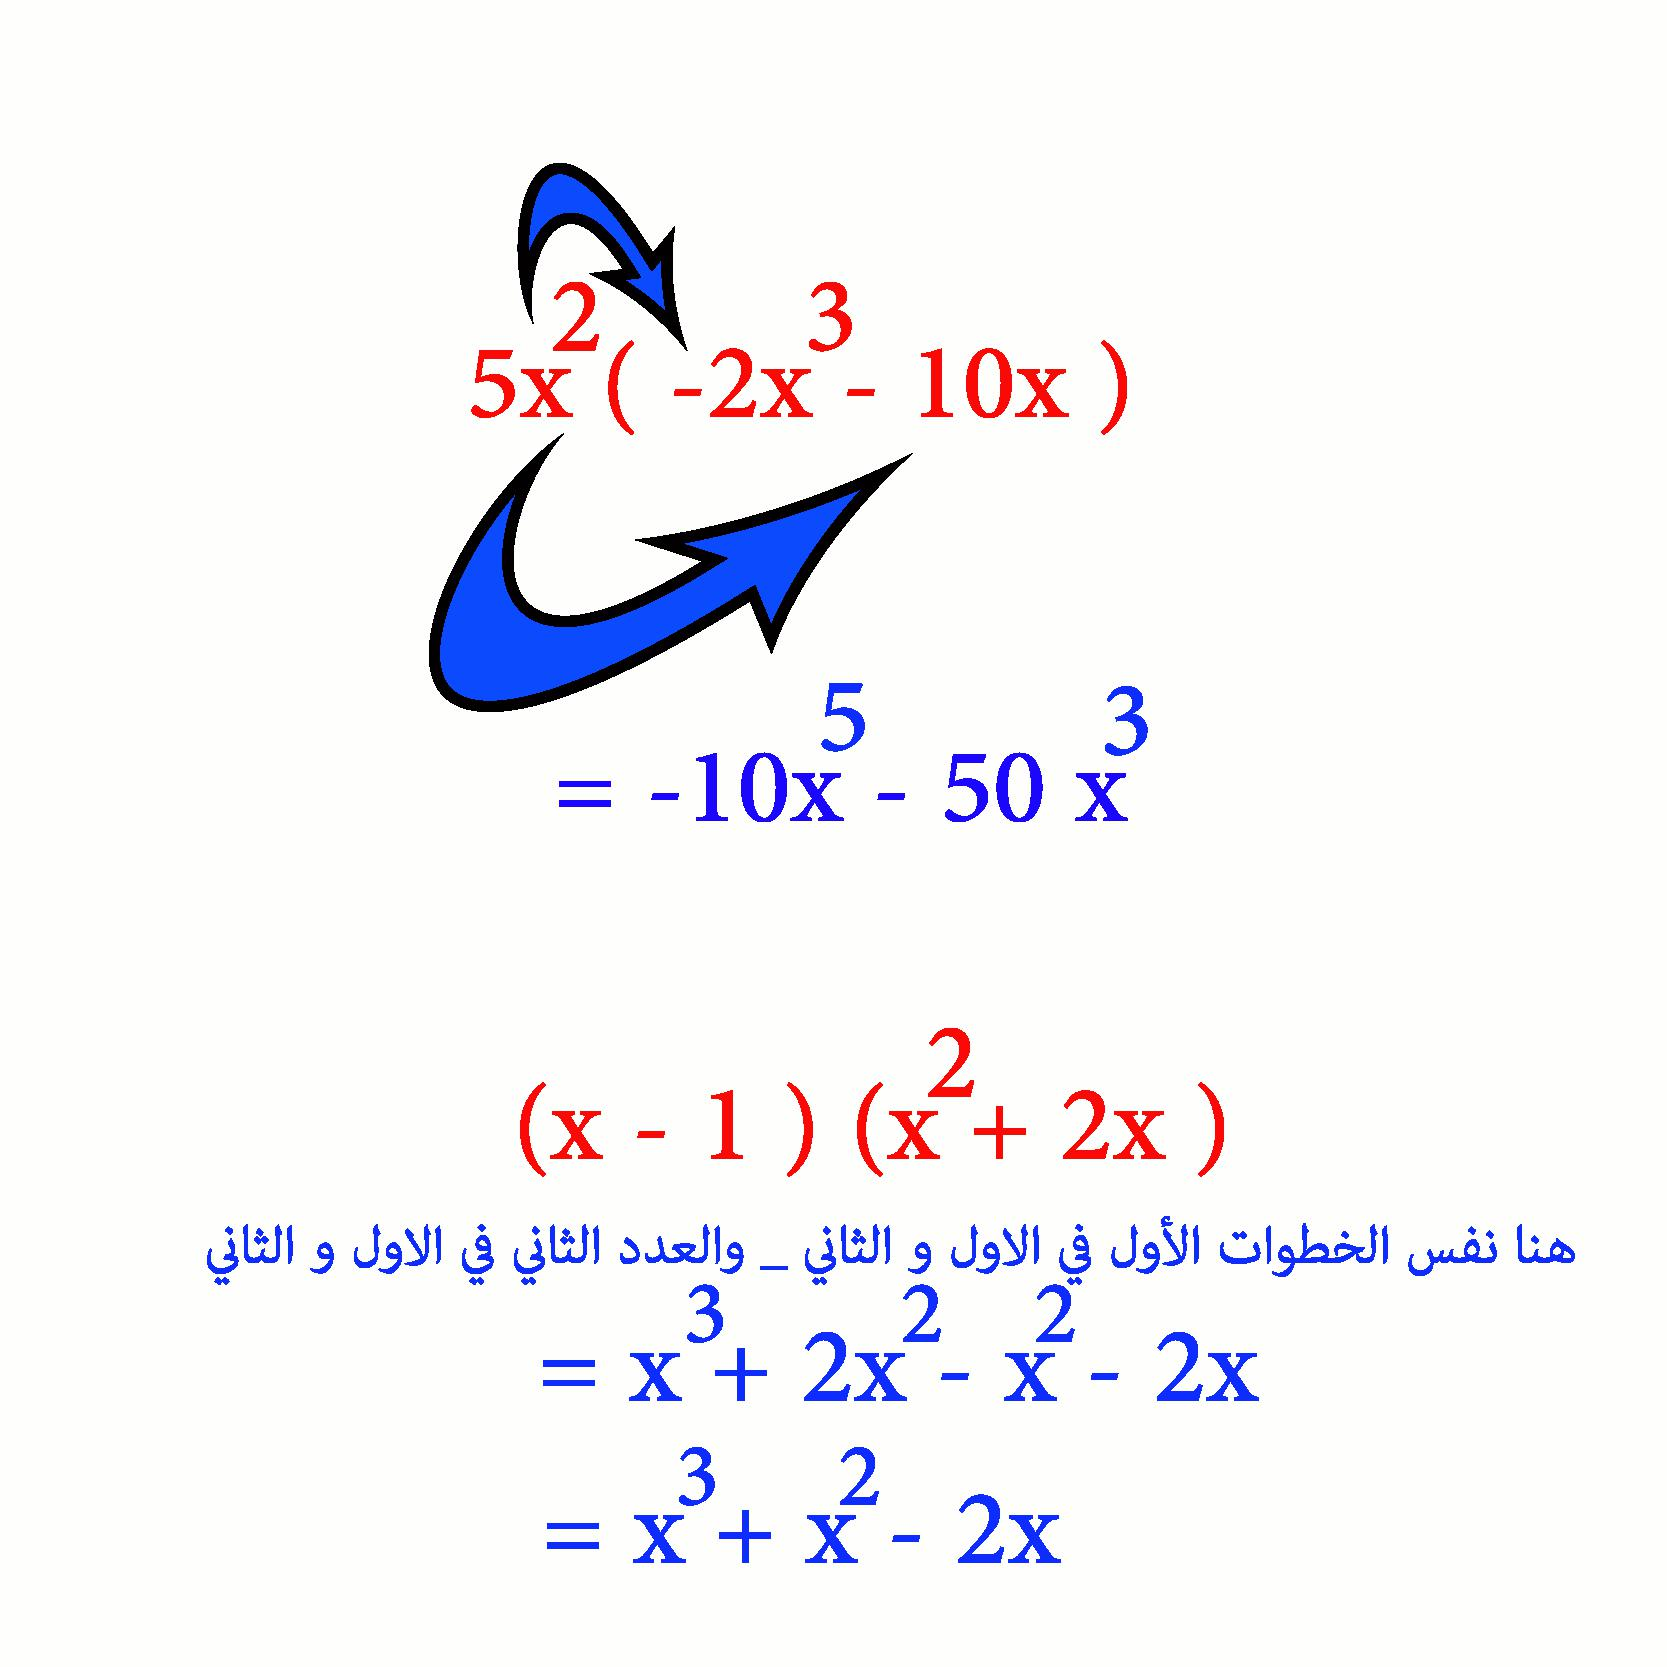 5x²( -2x³- 10x )
= -10x⁵- 50 x³
(x - 1 ) (x²+ 2x )
هنا نفس الخطوات الأول في الاول و الثاني _ والعدد الثاني في الاول و الثاني
= x³+ 2x²- x²- 2x
= x³+ x²- 2x